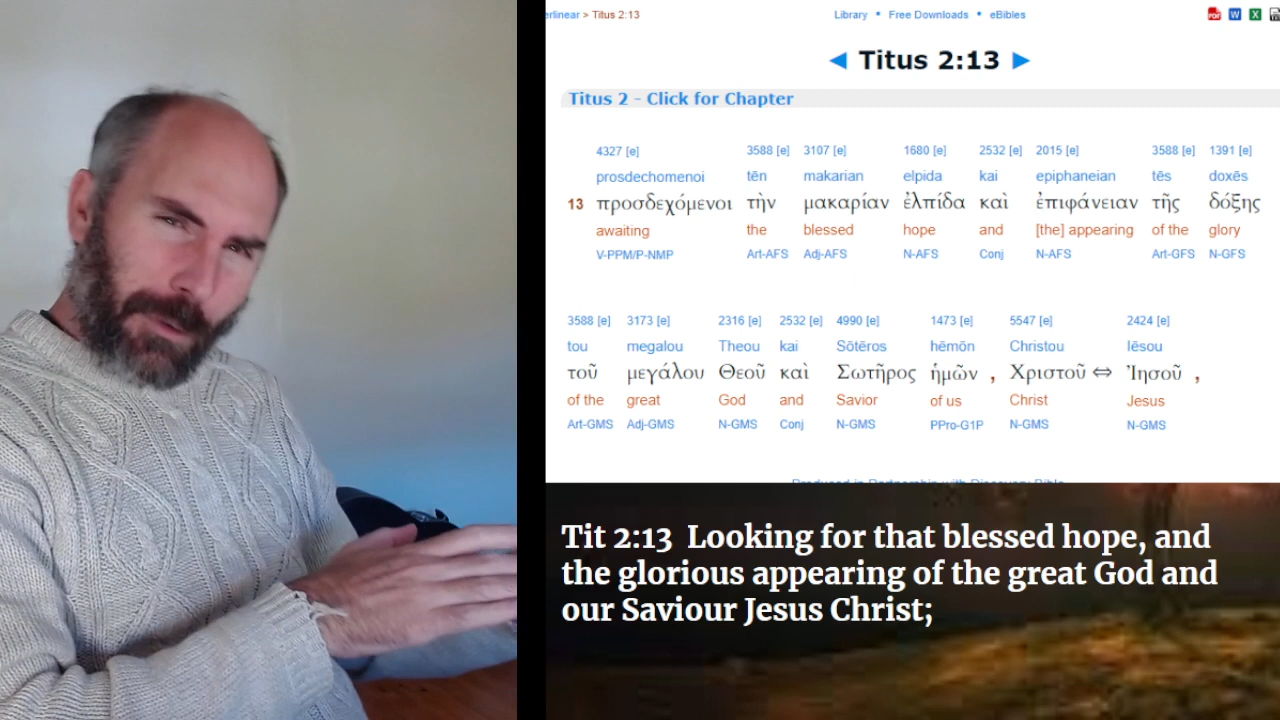 erlinear > Titus 2:13
Library • Free Downloads • eBibles
◄ Titus 2:13 ►
Titus 2 - Click for Chapter
4327 [e] 3588 [e] 3107 [e] 1680 [e] 2532 [e] 2015 [e] 3588 [e] 1391 [e]
prosdechomenoi tēn makarian elpida kai epiphaneian tēs doxēs
13 προσδεχόμενοι τὴν μακαρίαν ἐλπίδα καὶ ἐπιφάνειαν τῆς δόξης
awaiting the blessed hope and [the] appearing of the glory
V-PPM/P-NMP Art-AFS Adj-AFS N-AFS Conj N-AFS Art-GFS N-GFS
3588 [e] 3173 [e] 2316 [e] 2532 [e] 4990 [e] 1473 [e] 5547 [e] 2424 [e]
tou megalou Theou kai Sōtēros hēmōn Christou Iēsou
τοῦ μεγάλου Θεοῦ καὶ Σωτῆρος ἡμῶν , Χριστοῦ ⇔ Ἰησοῦ ,
of the great God and Savior of us Christ Jesus
Art-GMS Adj-GMS N-GMS Conj N-GMS PPro-G1P N-GMS N-GMS
Produced in Partnership with Discovery Bible
Tit 2:13 Looking for that blessed hope, and
the glorious appearing of the great God and
our Saviour Jesus Christ;